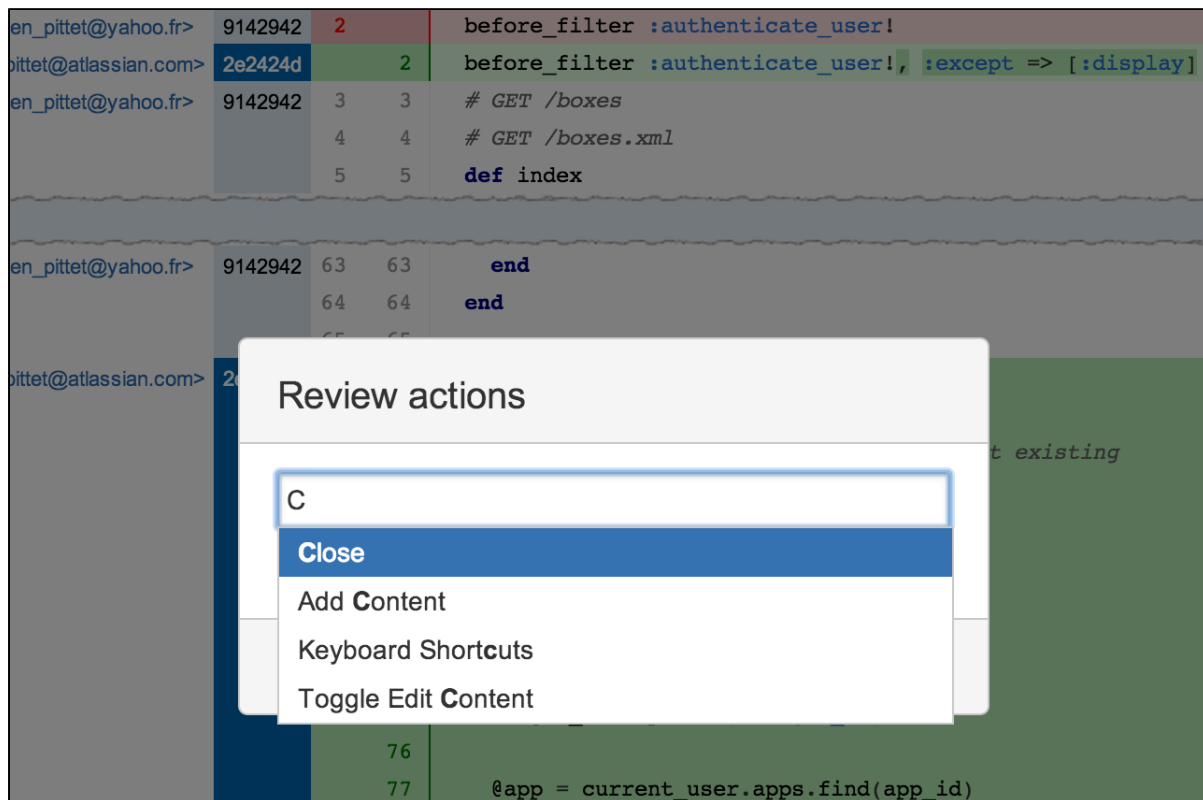 en_pittet@yahoo.fr> 9142942 2 before_filter :authenticate_user!
pittet@atlassian.com> 2e2424d 2 before_filter :authenticate_user!, :except => [:display]
en_pittet@yahoo.fr> 9142942 3 3 # GET /boxes
4 4 # GET /boxes.xml
5 5 def index
en_pittet@yahoo.fr> 9142942 63 63 end
64 64 end
65 65
pittet@atlassian.com>
Review actions
existing
C
Close
Add Content
Keyboard Shortcuts
Toggle Edit Content
76
77 @app = current_user.apps.find(app_id)